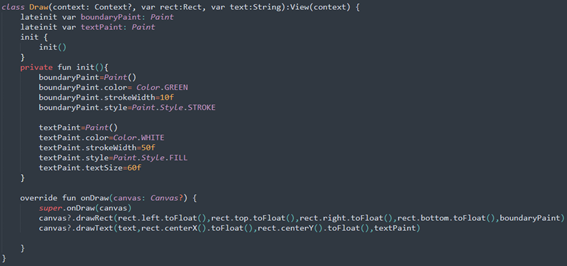 class Draw(context: Context?, var rect:Rect, var text:String):View(context) {
lateinit var boundaryPaint: Paint
lateinit var textPaint: Paint
init {
init()
}
private fun init(){
boundaryPaint=Paint()
boundaryPaint.color= Color.GREEN
boundaryPaint.strokeWidth=10f
boundaryPaint.style=Paint.Style.STROKE
textPaint=Paint()
textPaint.color=Color.WHITE
textPaint.strokeWidth=50f
textPaint.style=Paint.Style.FILL
textPaint.textSize=60f
}
override fun onDraw(canvas: Canvas?) {
super.onDraw(canvas)
canvas?.drawRect(rect.left.toFloat(),rect.top.toFloat(),rect.right.toFloat(),rect.bottom.toFloat(),boundaryPaint)
canvas?.drawText(text,rect.centerX().toFloat(),rect.centerY().toFloat(),textPaint)
}
}